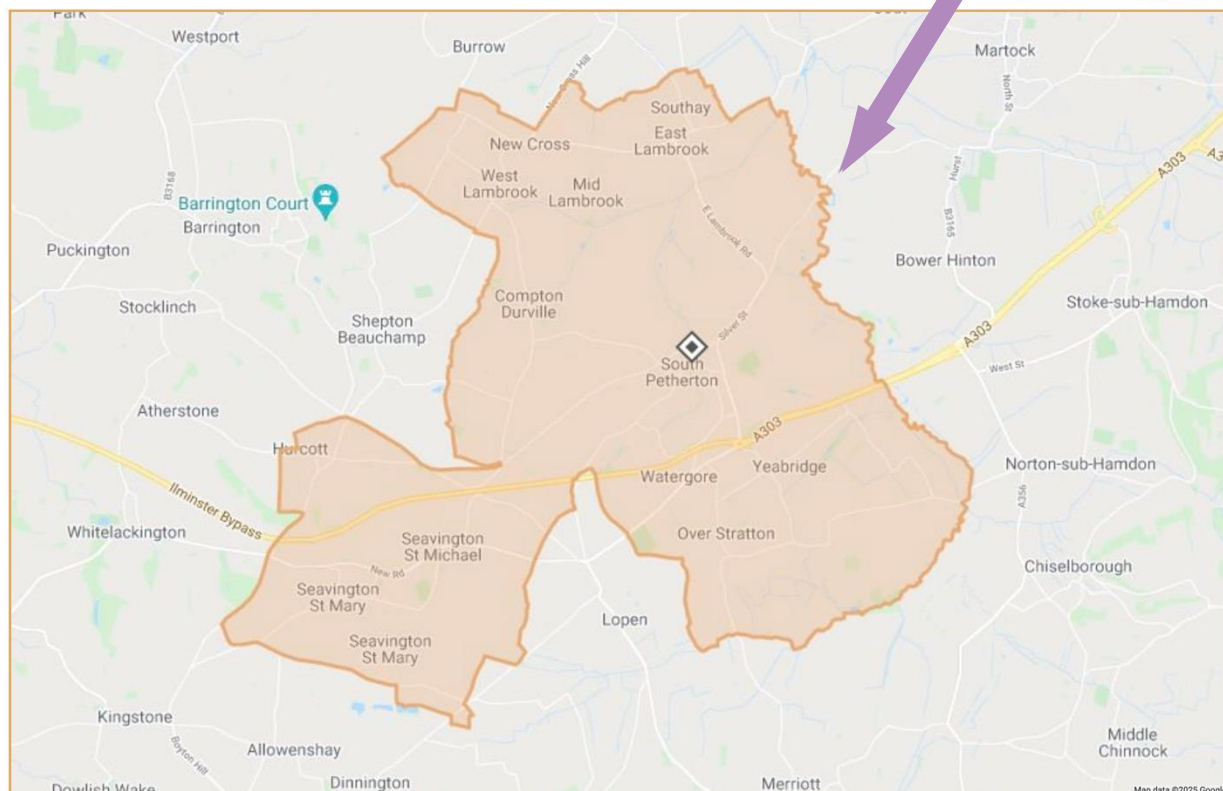 Park
Westport
Burrow
Martock
New Cross Hill
North St
Southay
East
Lambrook
New Cross
West
Lambrook
Mid
Lambrook
B3168
Barrington Court
Barrington
Hurst
B3165
A303
Puckington
E Lambrook Rd
Bower Hinton
Stocklinch
Compton
Durville
Stoke-sub-Hamdon
Shepton
Beauchamp
Silver St
A303
West St
South
Petherton
Atherstone
Hurcott
A303
Watergore
Yeabridge
Norton-sub-Hamdon
A356
Ilminster Bypass
Whitelackington
Seavington
St Michael
Over Stratton
New Rd
Chiselborough
Seavington
St Mary
Lopen
Seavington
St Mary
Kingstone
Boyton Hill
Allowenshay
Middle
Chinnock
Dinnington
Merriott
Dowlish Wake
Map data ©2025 Google